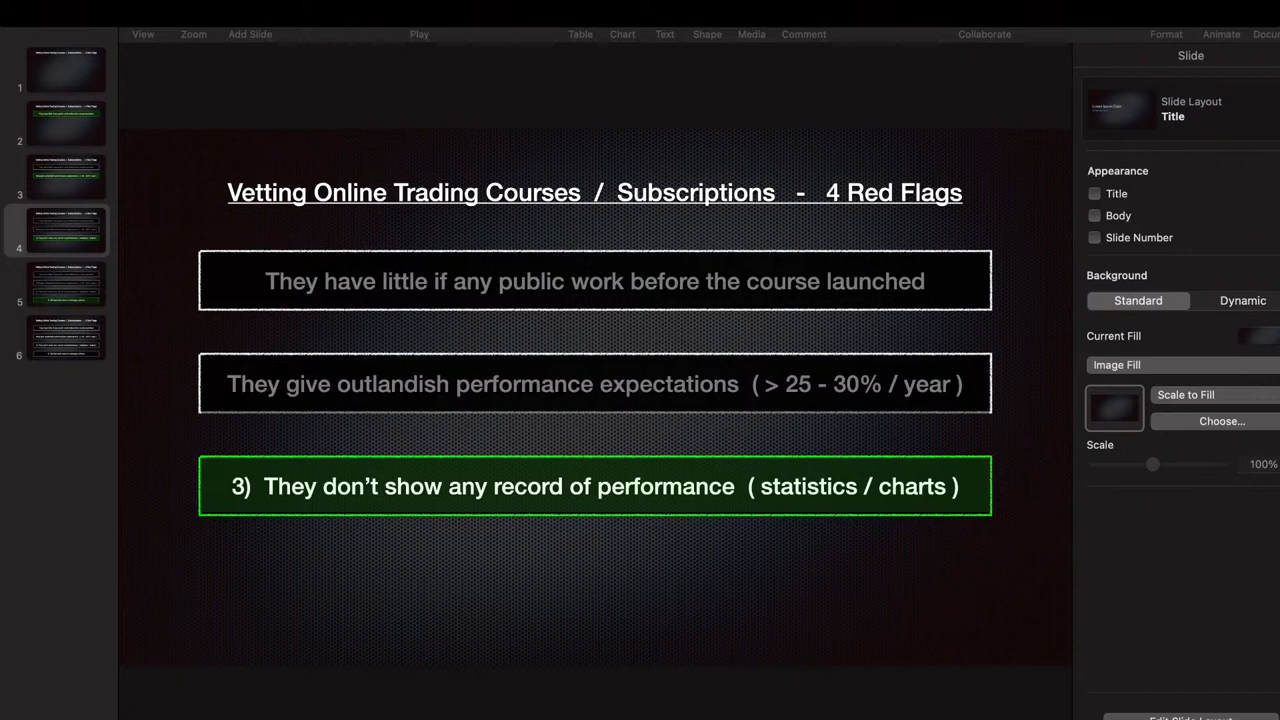 View Zoom Add Slide Play Table Chart Text Shape Media Comment Collaborate Format Animate
Slide
Slide Layout
Title
Appearance
Title
Body
Slide Number
Background
Standard Dynamic
Current Fill
Image Fill
Scale to Fill
Choose...
Scale
100%
1
2
3
4
5
6
Vetting Online Trading Courses / Subscriptions - 4 Red Flags
They have little if any public work before the course launched
They give outlandish performance expectations ( > 25 - 30% / year )
3) They don’t show any record of performance ( statistics / charts )